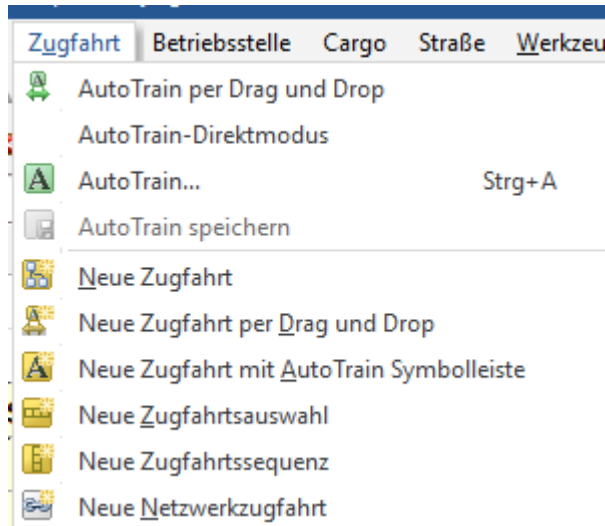 Zugfahrt Betriebsstelle Cargo Straße Werkzeu
AutoTrain per Drag und Drop
AutoTrain-Direktmodus
AutoTrain... Strg+A
AutoTrain speichern
Neue Zugfahrt
Neue Zugfahrt per Drag und Drop
Neue Zugfahrt mit AutoTrain Symbolleiste
Neue Zugfahrtsauswahl
Neue Zugfahrtssequenz
Neue Netzwerkzugfahrt